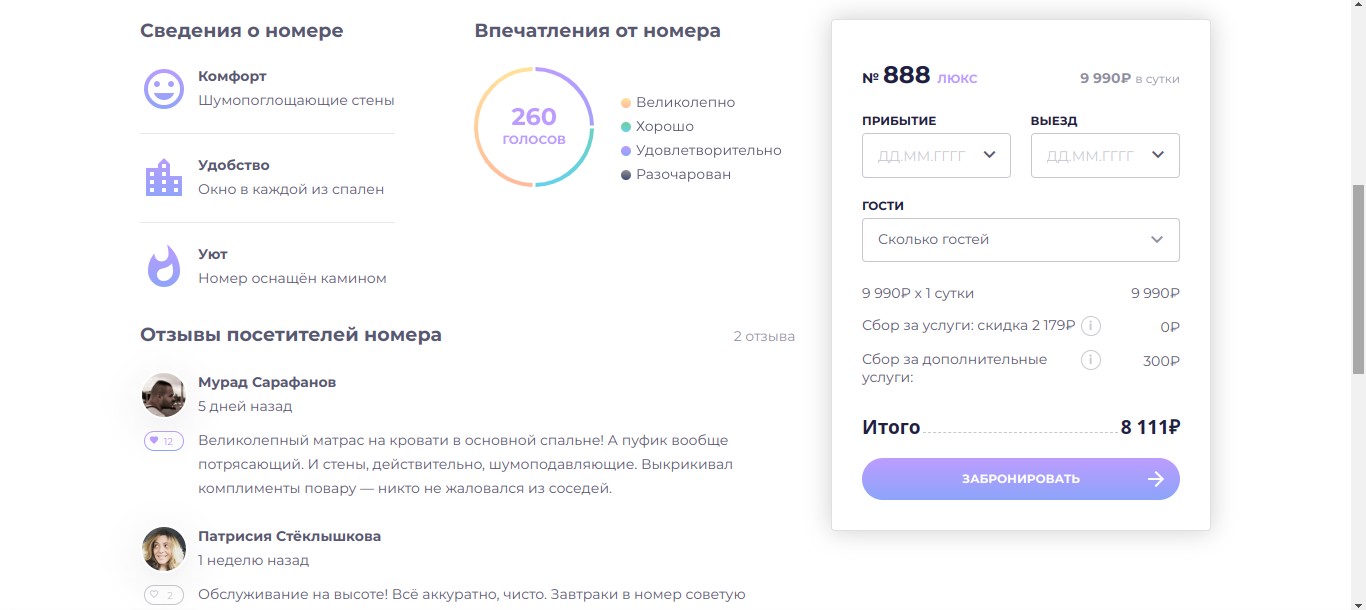 Сведения о номере
Комфорт
Шумопоглощающие стены
Удобство
Окно в каждой из спален
Уют
Номер оснащён камином
Впечатления от номера
260
ГОЛОСОВ
Великолепно
Хорошо
Удовлетворительно
Разочарован
Отзывы посетителей номера
2 отзыва
Мурад Сарафанов
5 дней назад
12
Великолепный матрас на кровати в основной спальне! А пуфик вообще
потрясающий. И стены, действительно, шумоподавляющие. Выкрикивал
комплименты повару — никто не жаловался из соседей.
Патрисия Стёклышкова
1 неделю назад
2
Обслуживание на высоте! Всё аккуратно, чисто. Завтраки в номер советую
№ 888 ЛЮКС
9 990₽ в сутки
ПРИБЫТИЕ
ДД.ММ.ГГГГ
ВЫЕЗД
ДД.ММ.ГГГГ
ГОСТИ
Сколько гостей
9 990₽ х 1 сутки
9 990₽
Сбор за услуги: скидка 2 179₽
i
0₽
Сбор за дополнительные
услуги:
i
300₽
Итого
8 111₽
ЗАБРОНИРОВАТЬ